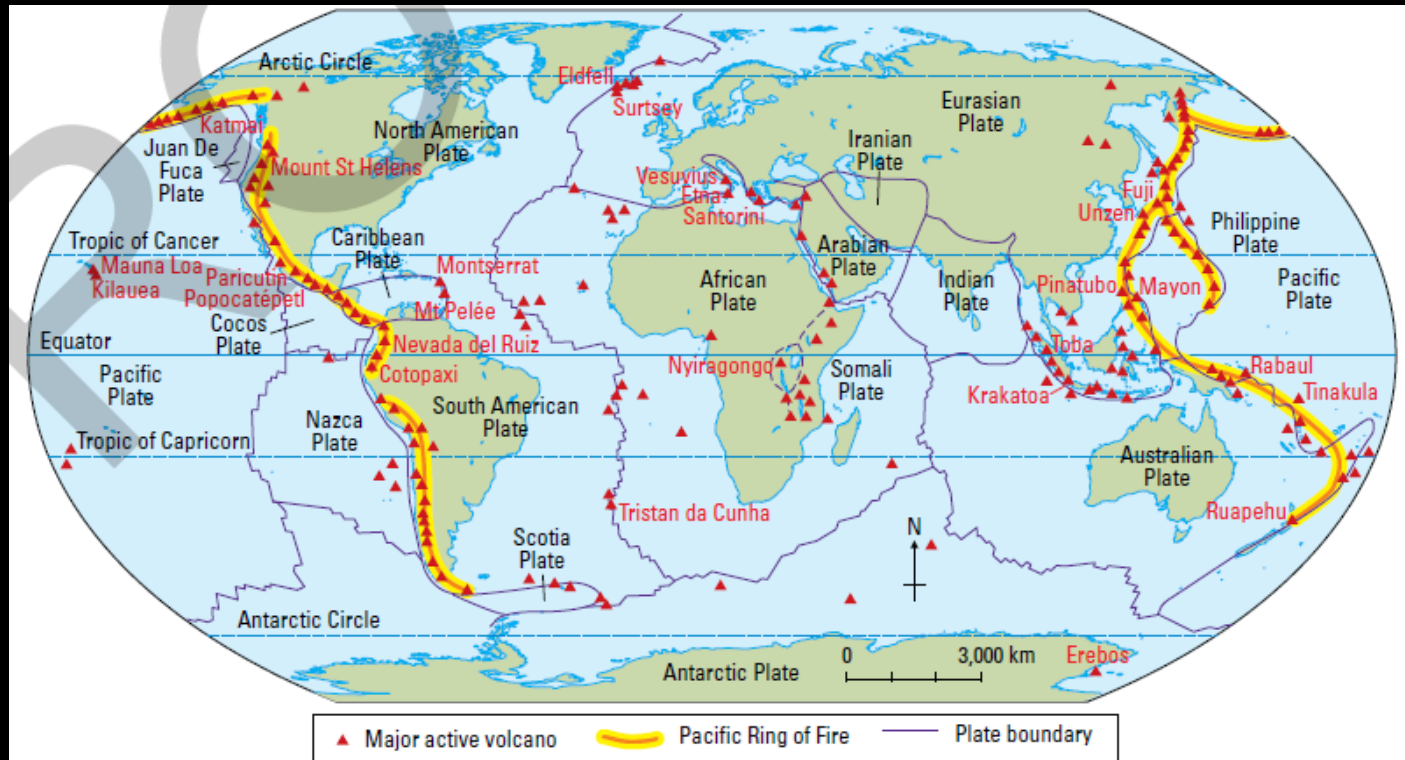 Arctic Circle
Eldfell
Surtsey
Eurasian
Plate
Katmai
North American
Plate
Juan De
Fuca
Plate
Iranian
Plate
Mount St Helens
Vesuvius
Etna
Santorini
Fuji
Unzen
Philippine
Plate
Tropic of Cancer
Caribbean
Plate
Arabian
Plate
Mauna Loa
Kilauea
Paricutin
Popocatépetl
Montserrat
African
Plate
Indian
Plate
Pinatubo
Mayon
Pacific
Plate
Cocos
Plate
Mt Pelée
Equator
Nevada del Ruiz
Toba
Nyiragongo
Rabaul
Pacific
Plate
Cotopaxi
Somali
Plate
Krakatoa
Tinakula
South American
Plate
Nazca
Plate
Tropic of Capricorn
Australian
Plate
Tristan da Cunha
Ruapehu
Scotia
Plate
N
Antarctic Circle
Antarctic Plate
0 3,000 km
Erebos
Major active volcano
Pacific Ring of Fire
Plate boundary